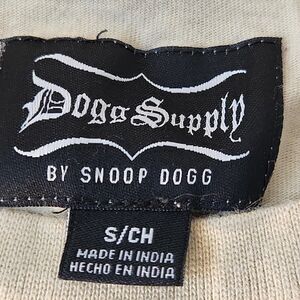 Dogg Supply
BY SNOOP DOGG
S/CH
MADE IN INDIA
HECHO EN INDIA